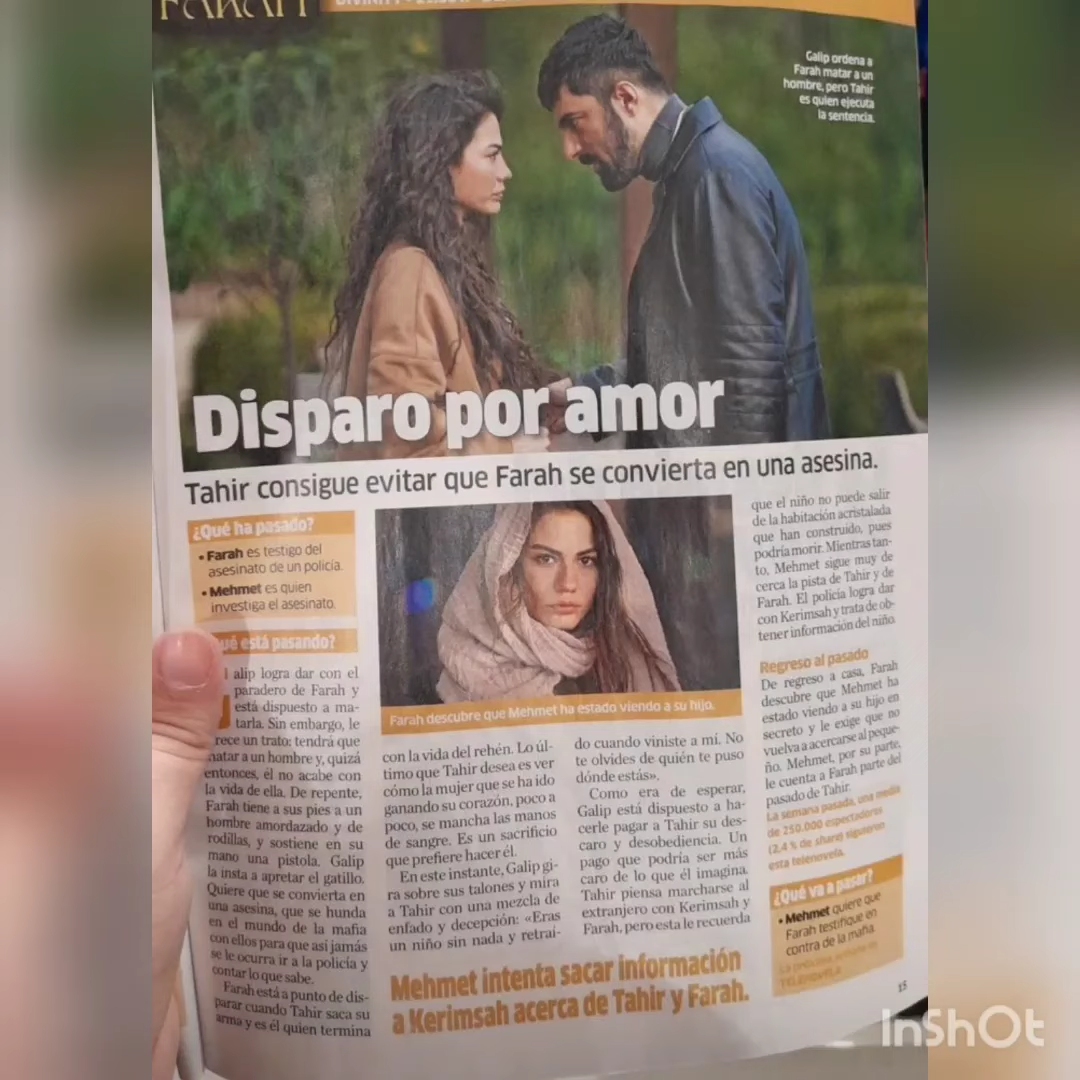 FARAH
DIVINITY
Galip ordena a
Farah matar a un
hombre, pero Tahir
es quien ejecuta
la sentencia.
Disparo por amor
Tahir consigue evitar que Farah se convierta en una asesina.
¿Qué ha pasado?
• Farah es testigo del
asesinato de un policía.
• Mehmet es quien
investiga el asesinato.
ué está pasando?
alip logra dar con el
paradero de Farah y
está dispuesto a ma-
tarla. Sin embargo, le
rece un trato: tendrá que
matar a un hombre y, quizá
entonces, él no acabe con
la vida de ella. De repente,
Farah tiene a sus pies a un
hombre amordazado y de
rodillas, y sostiene en su
mano una pistola. Galip
la insta a apretar el gatillo.
Quiere que se convierta en
una asesina, que se hunda
en el mundo de la mafia
con ellos para que así jamás
se le ocurra ir a la policía y
contar lo que sabe.
Farah está a punto de dis-
parar cuando Tahir saca su
arma y es él quien termina
Farah descubre que Mehmet ha estado viendo a su hijo.
con la vida del rehén. Lo úl-
timo que Tahir desea es ver
cómo la mujer que se ha ido
ganando su corazón, poco a
poco, se mancha las manos
de sangre. Es un sacrificio
que prefiere hacer él.
En este instante, Galip gi-
ra sobre sus talones y mira
a Tahir con una mezcla de
enfado y decepción: «Eras
un niño sin nada y retraí-
do cuando viniste a mí. No
te olvides de quién te puso
dónde estás».
Como era de esperar,
Galip está dispuesto a ha-
cerle pagar a Tahir su des-
caro y desobediencia. Un
pago que podría ser más
caro de lo que él imagina.
Tahir piensa marcharse al
extranjero con Kerimsah y
Farah, pero esta le recuerda
Mehmet intenta sacar información
a Kerimsah acerca de Tahir y Farah.
que el niño no puede salir
de la habitación acristalada
que han construido, pues
podría morir. Mientras tan-
to, Mehmet sigue muy de
cerca la pista de Tahir y de
Farah. El policía logra dar
con Kerimsah y trata de ob-
tener información del niño.
Regreso al pasado
De regreso a casa, Farah
descubre que Mehmet ha
estado viendo a su hijo en
secreto y le exige que no
vuelva a acercarse al peque-
ño. Mehmet, por su parte,
le cuenta a Farah parte del
pasado de Tahir.
La semana pasada, una media
de 250.000 espectadores
(2,4 % de share) siguieron
esta telenovela.
¿Qué va a pasar?
• Mehmet quiere que
Farah testifique en
contra de la mafia.
TELENOVELA
15
InShOt